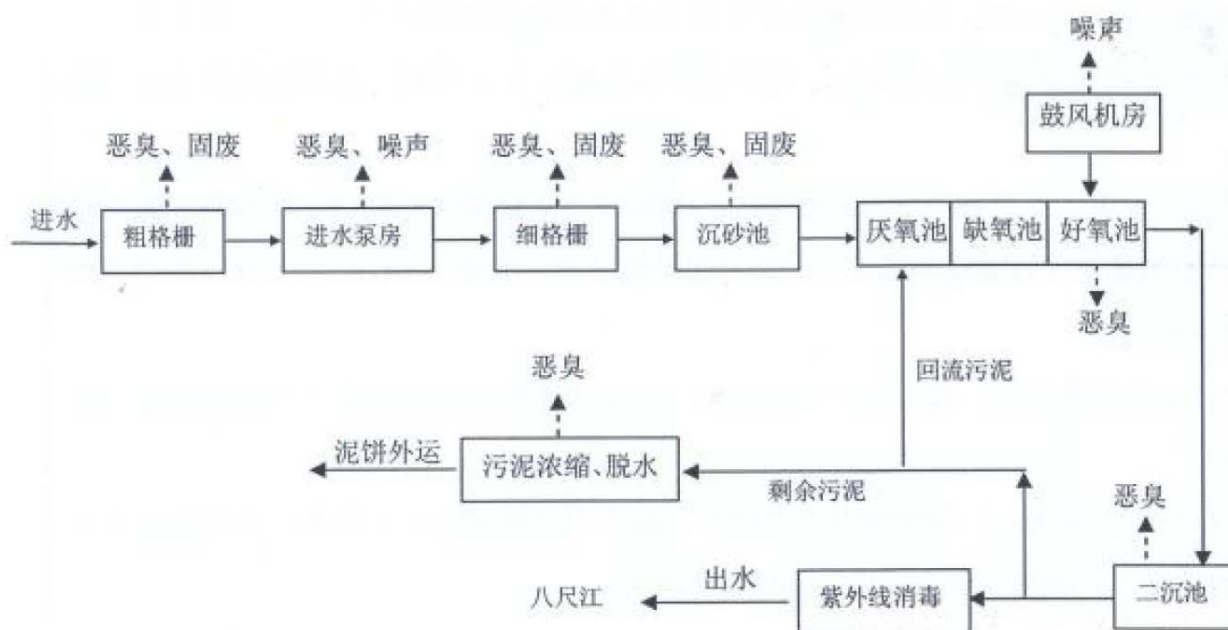 噪声
鼓风机房
恶臭、固废
恶臭、噪声
恶臭、固废
恶臭、固废
进水
粗格栅
进水泵房
细格栅
沉砂池
厌氧池
缺氧池
好氧池
恶臭
回流污泥
恶臭
泥饼外运
污泥浓缩、脱水
剩余污泥
恶臭
八尺江
出水
紫外线消毒
二沉池